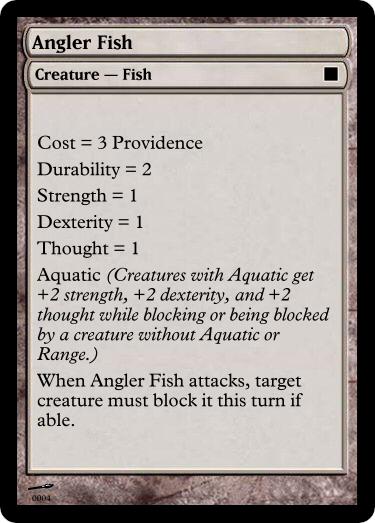 Angler Fish
Creature — Fish
Cost = 3 Providence
Durability = 2
Strength = 1
Dexterity = 1
Thought = 1
Aquatic (Creatures with Aquatic get
+2 strength, +2 dexterity, and +2
thought while blocking or being blocked
by a creature without Aquatic or
Range.)
When Angler Fish attacks, target
creature must block it this turn if
able.
0004